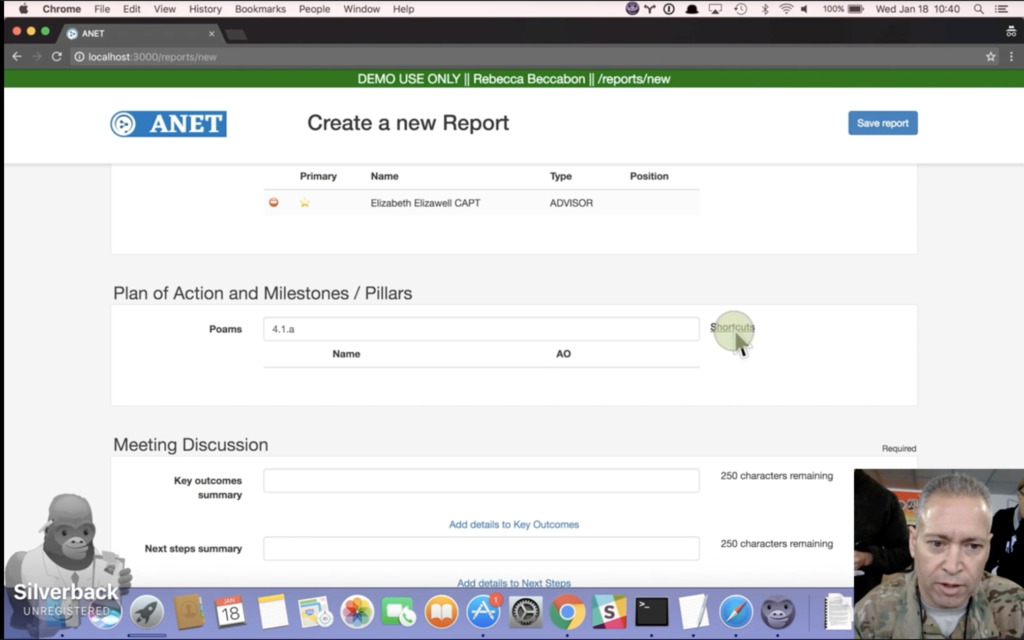 Chrome File Edit View History Bookmarks People Window Help 100% Wed Jan 18 10:40
ANET
localhost:3000/reports/new
DEMO USE ONLY || Rebecca Beccabon || /reports/new
ANET Create a new Report Save report
Primary Name Type Position
Elizabeth Elizawell CAPT ADVISOR
Plan of Action and Milestones / Pillars
Poams 4.1.a Shortcuts
Name AO
Meeting Discussion Required
Key outcomes summary 250 characters remaining
Add details to Key Outcomes
Next steps summary 250 characters remaining
Add details to Next Steps
Silverback
UNREGISTERED
JAN
18
1